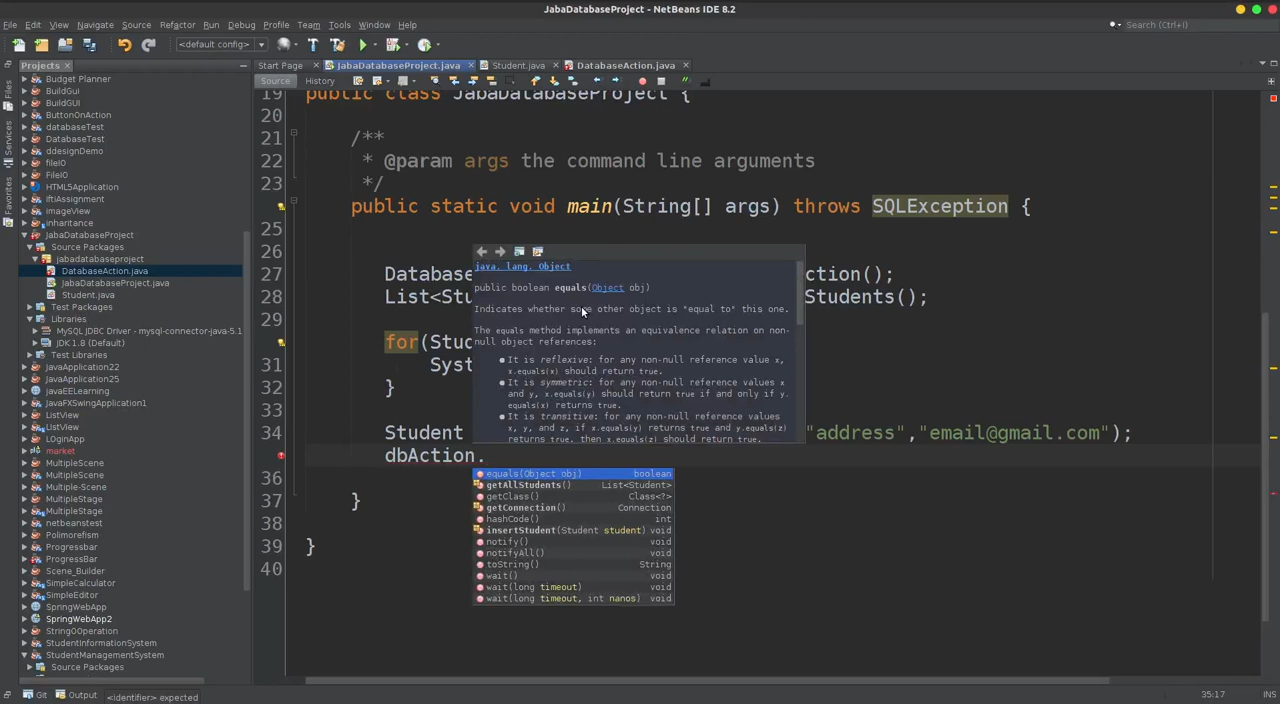 JabaDatabaseProject - NetBeans IDE 8.2
File Edit View Navigate Source Refactor Run Debug Profile Team Tools Window Help
Search (Ctrl+I)
<default config>
Projects
Start Page JabaDatabaseProject.java Student.java DatabaseAction.java
Source History
Files
Services
Favorites
Budget Planner
BuildGui
BuildGUI
ButtonOnAction
databaseTest
DatabaseTest
ddesignDemo
fileIO
FileIO
HTML5Application
IftiAssignment
imageView
inhantance
JabaDatabaseProject
Source Packages
jabadatabaseproject
DatabaseAction.java
JabaDatabaseProject.java
Student.java
Test Packages
Libraries
MySQL JDBC Driver - mysql-connector-java-5.1
JDK 1.8 (Default)
Test Libraries
JavaApplication22
JavaApplication25
javaEELearning
JavaFXSwingApplication1
ListView
ListView
LOginApp
market
MultipleScene
Multiple-Scene
MultipleStage
MultipleStage
netbeanstest
Polimorefism
Progressbar
ProgressBar
Scene_Builder
SimpleCalculator
SimpleEditor
SpringWebApp
SpringWebApp2
StringOOperation
StudentInformationSystem
StudentManagementSystem
Source Packages
19 public class JabaDatabaseProject {
20
21 /**
22 * @param args the command line arguments
23 */
public static void main(String[] args) throws SQLException {
25
26
27 Database ction();
28 List<Stu Students();
29
for(Stud
31 Syst
32 }
33
34 Student "address","email@gmail.com");
dbAction.
36
37 }
38
39 }
40
java.lang.Object
public boolean equals(Object obj)
Indicates whether some other object is "equal to" this one.
The equals method implements an equivalence relation on non-
null object references:
It is reflexive: for any non-null reference value x,
x.equals(x) should return true.
It is symmetric: for any non-null reference values x
and y, x.equals(y) should return true if and only if y.
equals(x) returns true.
It is transitive: for any non-null reference values
x, y, and z, if x.equals(y) returns true and y.equals(z)
returns true, then x.equals(z) should return true.
equals(Object obj) boolean
getAllStudents() List<Student>
getClass() Class<?>
getConnection() Connection
hashCode() int
insertStudent(Student student) void
notify() void
notifyAll() void
toString() String
wait() void
wait(long timeout) void
wait(long timeout, int nanos) void
Git Output <identifier> expected
35:17 INS